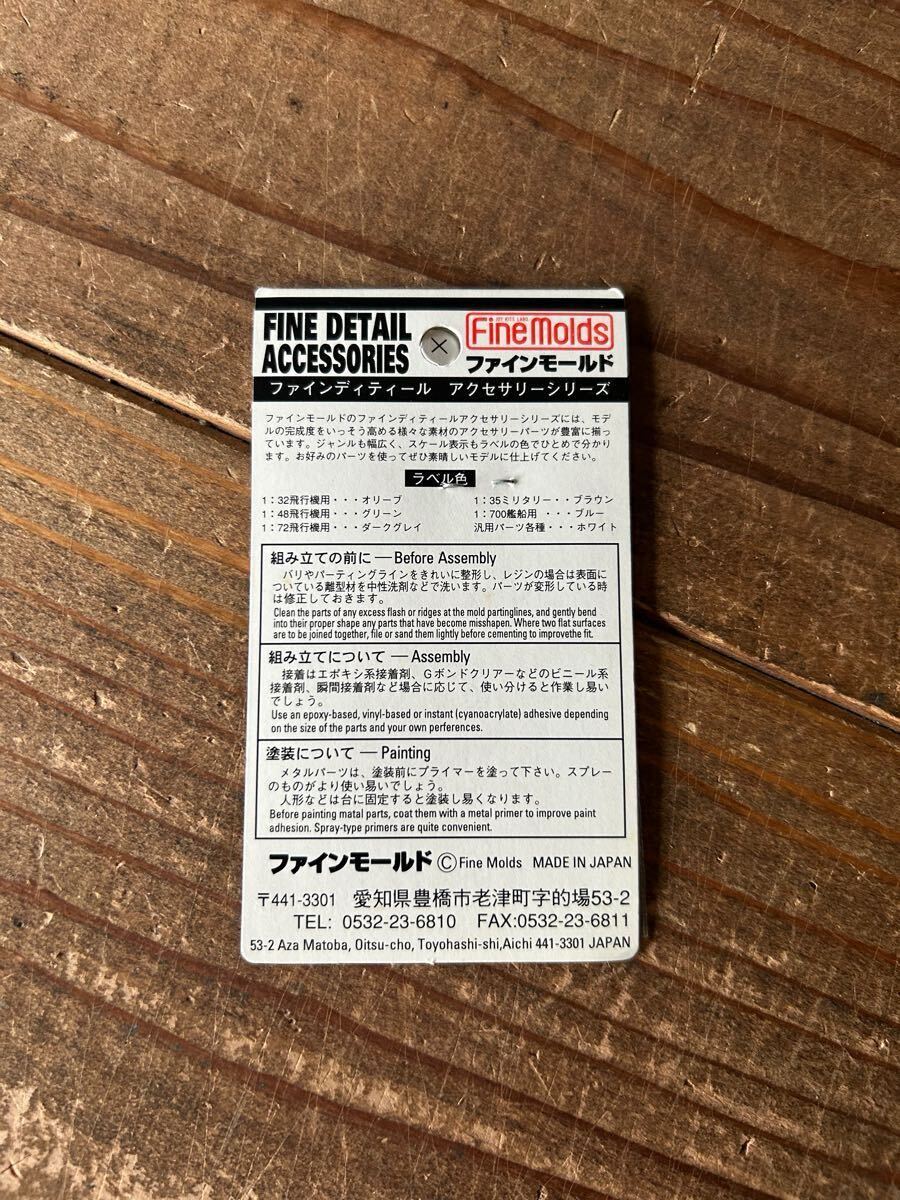 FINE DETAIL
ACCESSORIES
JOY KITS LABO
Fine Molds
ファインモールド
ファインディティール アクセサリーシリーズ
ファインモールドのファインディティールアクセサリーシリーズには、モデ
ルの完成度をいっそう高める様々な素材のアクセサリーパーツが豊富に揃っ
ています。ジャンルも幅広く、スケール表示もラベルの色でひとめで分かり
ます。お好みのパーツを使ってぜひ素晴しいモデルに仕上げてください。
ラベル色
1：32飛行機用・・・オリーブ
1：48飛行機用・・・グリーン
1：72飛行機用・・・ダークグレイ
1：35ミリタリー・・ブラウン
1：700艦船用 ・・・ブルー
汎用パーツ各種・・・ホワイト
組み立ての前に — Before Assembly
バリやパーティングラインをきれいに整形し、レジンの場合は表面に
ついている離型材を中性洗剤などで洗います。パーツが変形している時
は修正しておきます。
Clean the parts of any excess flash or ridges at the mold partinglines, and gently bend
into their proper shape any parts that have become misshapen. Where two flat surfaces
are to be joined together, file or sand them lightly before cementing to improvethe fit.
組み立てについて — Assembly
接着はエポキシ系接着剤、Gボンドクリアーなどのビニール系
接着剤、瞬間接着剤など場合に応じて、使い分けると作業し易い
でしょう。
Use an epoxy-based, vinyl-based or instant (cyanoacrylate) adhesive depending
on the size of the parts and your own perferences.
塗装について — Painting
メタルパーツは、塗装前にプライマーを塗って下さい。スプレー
のものがより使い易いでしょう。
人形などは台に固定すると塗装し易くなります。
Before painting matal parts, coat them with a metal primer to improve paint
adhesion. Spray-type primers are quite convenient.
ファインモールド Ⓒ Fine Molds MADE IN JAPAN
〒441-3301 愛知県豊橋市老津町字的場53-2
TEL: 0532-23-6810 FAX:0532-23-6811
53-2 Aza Matoba, Oitsu-cho, Toyohashi-shi,Aichi 441-3301 JAPAN